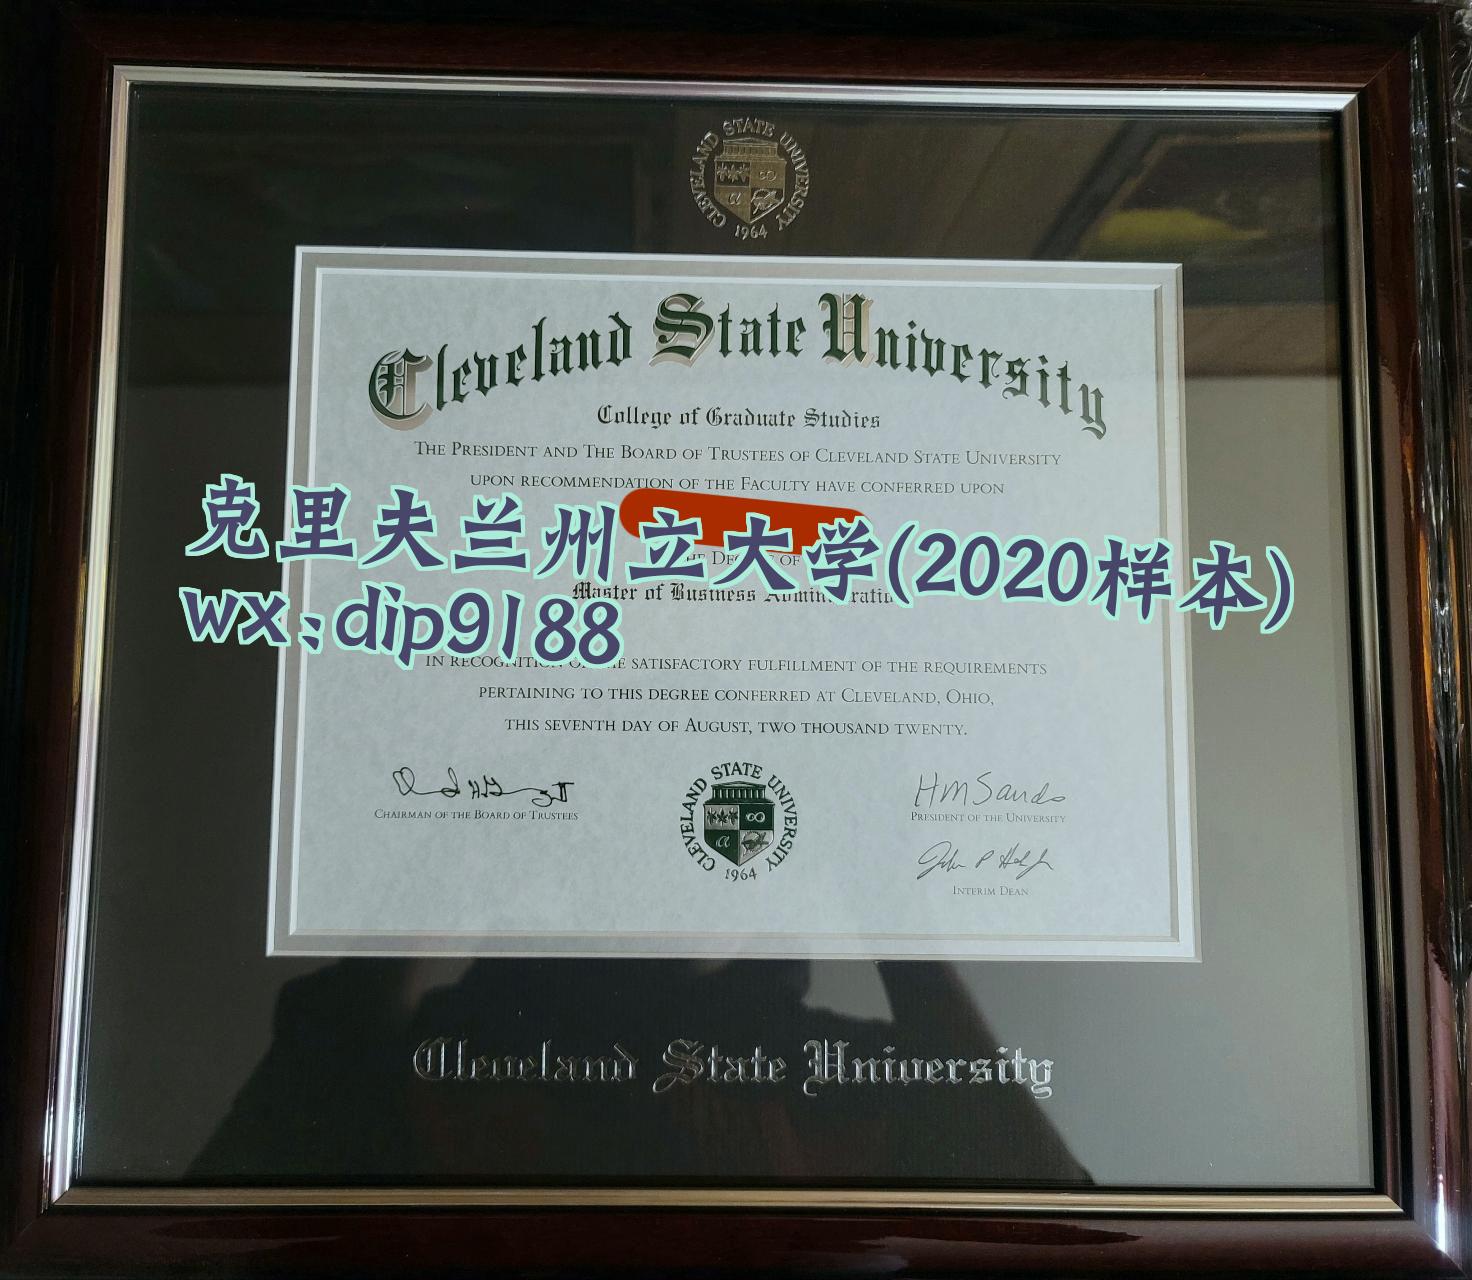 CLEVELAND STATE UNIVERSITY
1964
Cleveland State University
College of Graduate Studies
THE PRESIDENT AND THE BOARD OF TRUSTEES OF CLEVELAND STATE UNIVERSITY
UPON RECOMMENDATION OF THE FACULTY HAVE CONFERRED UPON
克里夫兰州立大学(2020样本)
OF
Master of Business
wx:dip9188
IN SATISFACTORY FULFILLMENT OF THE REQUIREMENTS
PERTAINING TO THIS DEGREE CONFERRED AT CLEVELAND, OHIO,
THIS SEVENTH DAY OF AUGUST, TWO THOUSAND TWENTY.
CHAIRMAN OF THE BOARD OF TRUSTEES
CLEVELAND STATE UNIVERSITY
1964
HMSands
PRESIDENT OF THE UNIVERSITY
INTERIM DEAN
Cleveland State University